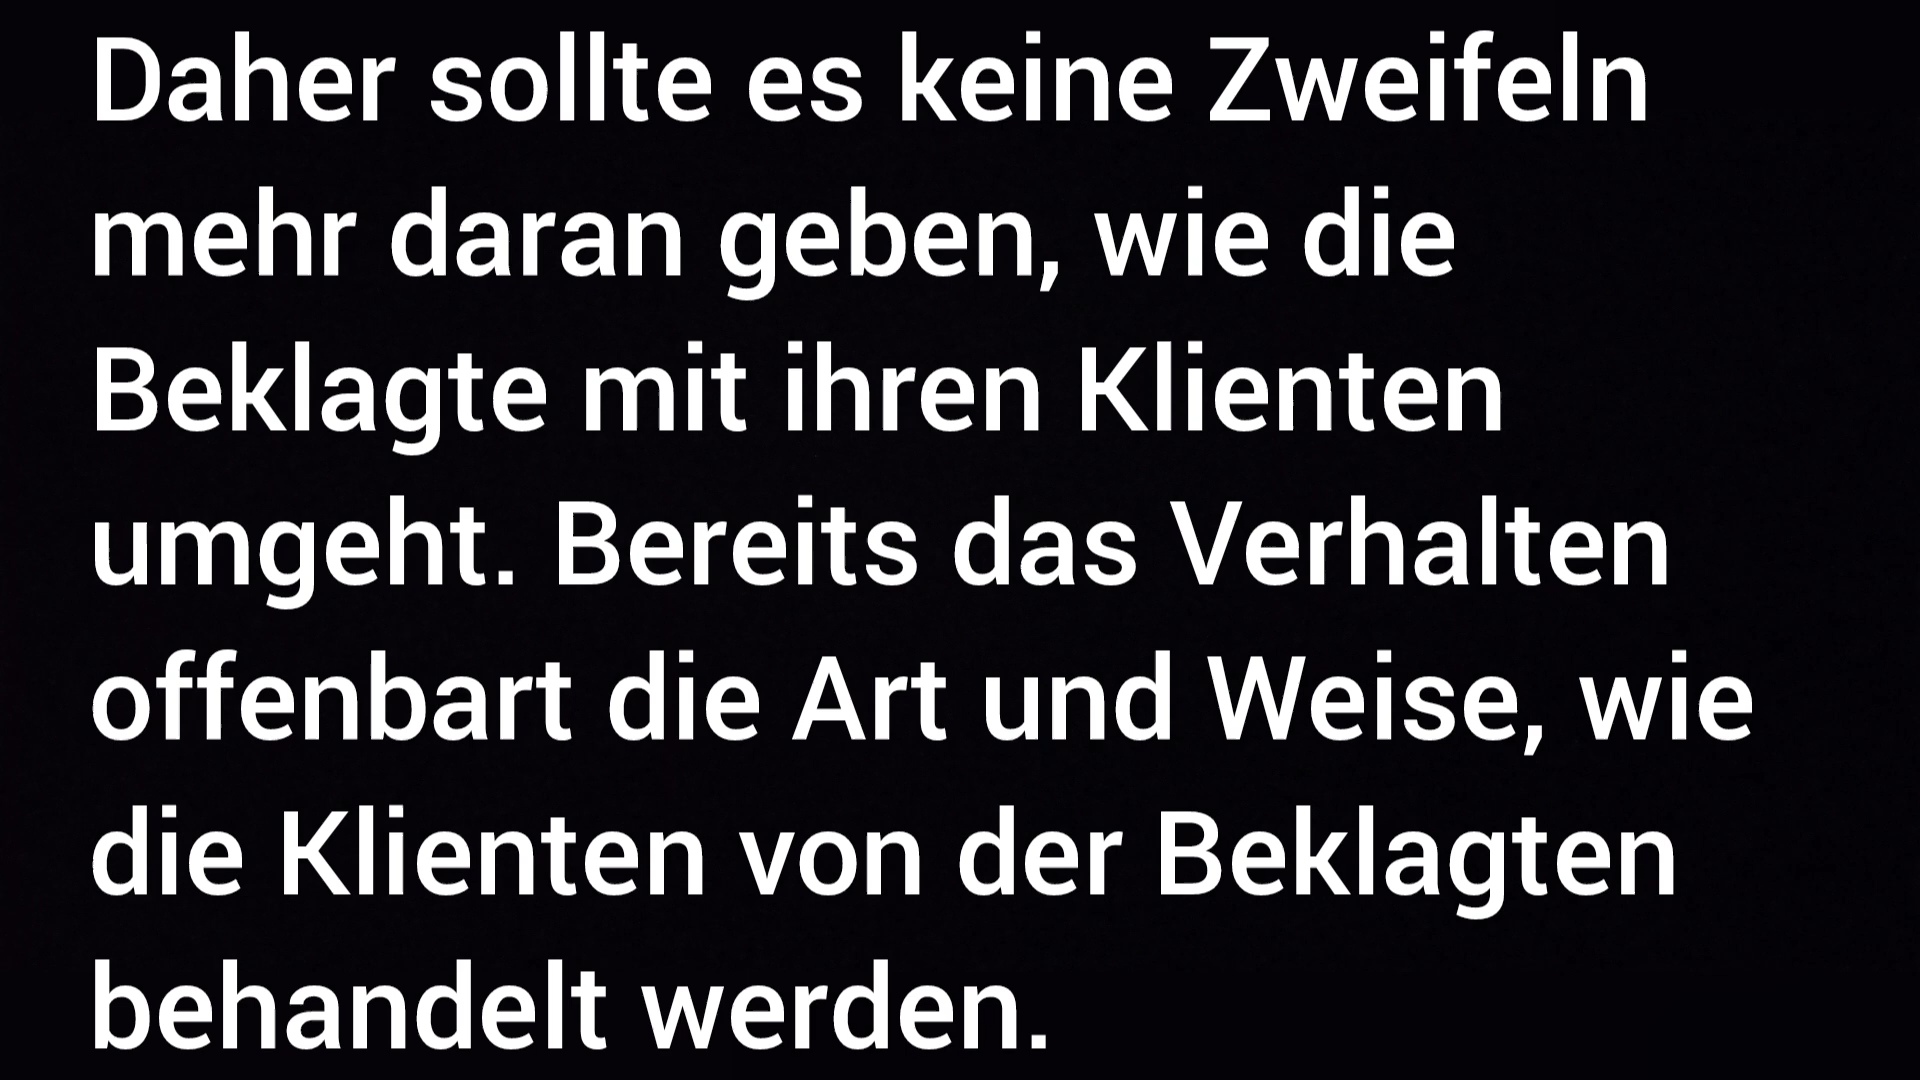 Daher sollte es keine Zweifeln
mehr daran geben, wie die
Beklagte mit ihren Klienten
umgeht. Bereits das Verhalten
offenbart die Art und Weise, wie
die Klienten von der Beklagten
behandelt werden.